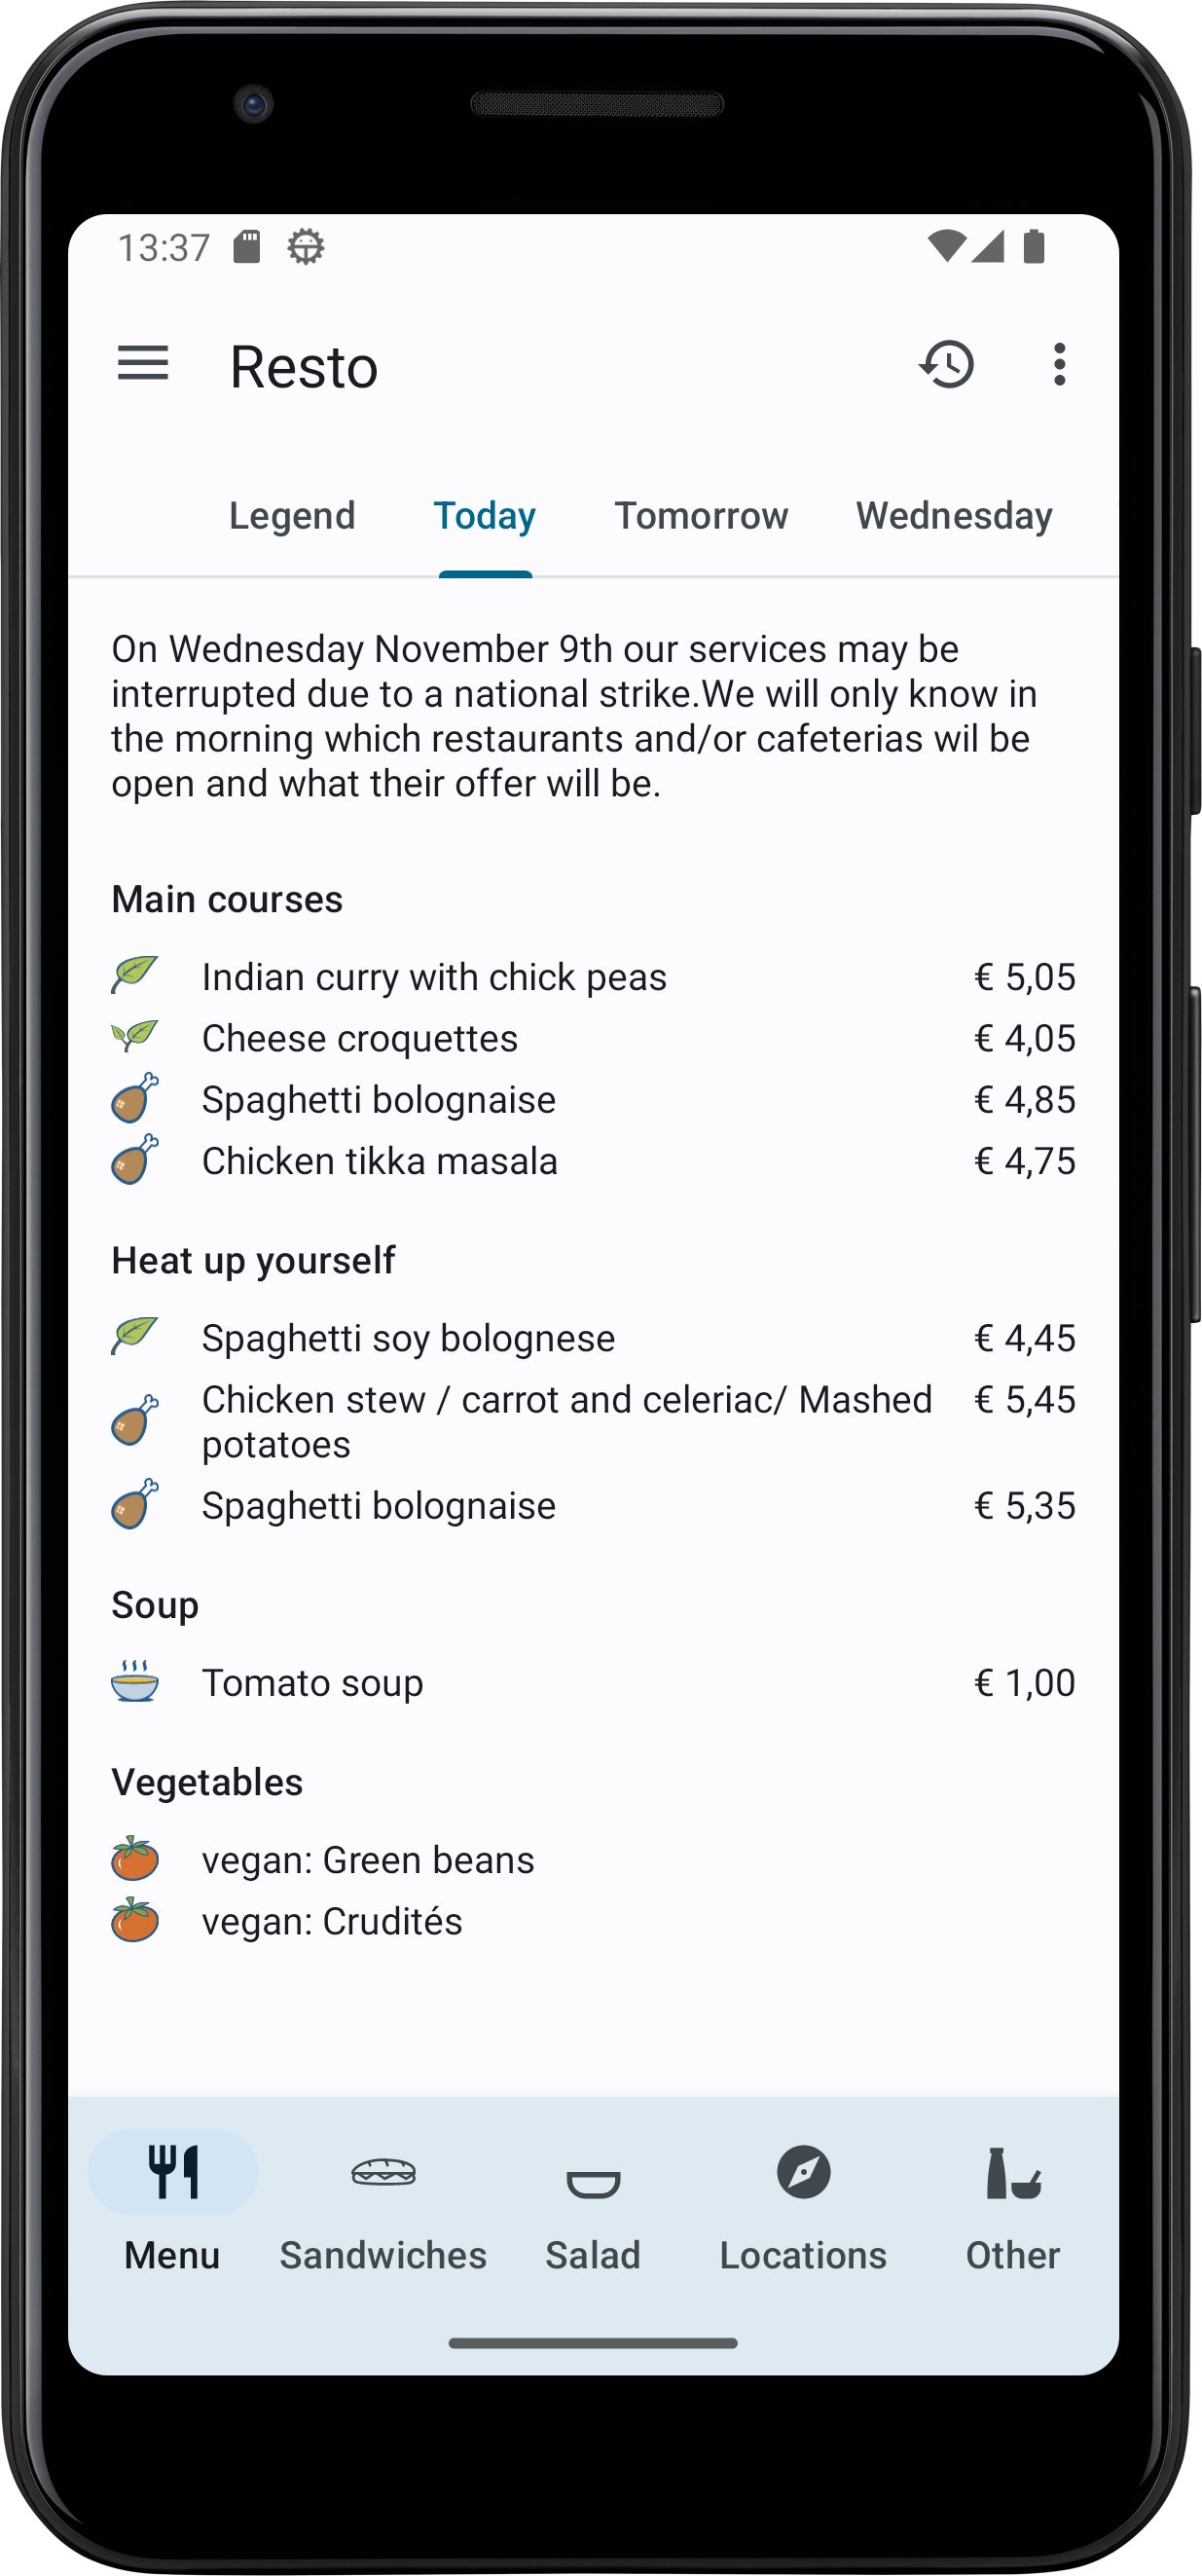 13:37
Resto
Legend Today Tomorrow Wednesday
On Wednesday November 9th our services may be
interrupted due to a national strike.We will only know in
the morning which restaurants and/or cafeterias wil be
open and what their offer will be.
Main courses
Indian curry with chick peas € 5,05
Cheese croquettes € 4,05
Spaghetti bolognaise € 4,85
Chicken tikka masala € 4,75
Heat up yourself
Spaghetti soy bolognese € 4,45
Chicken stew / carrot and celeriac/ Mashed € 5,45
potatoes
Spaghetti bolognaise € 5,35
Soup
Tomato soup € 1,00
Vegetables
vegan: Green beans
vegan: Crudités
Menu Sandwiches Salad Locations Other